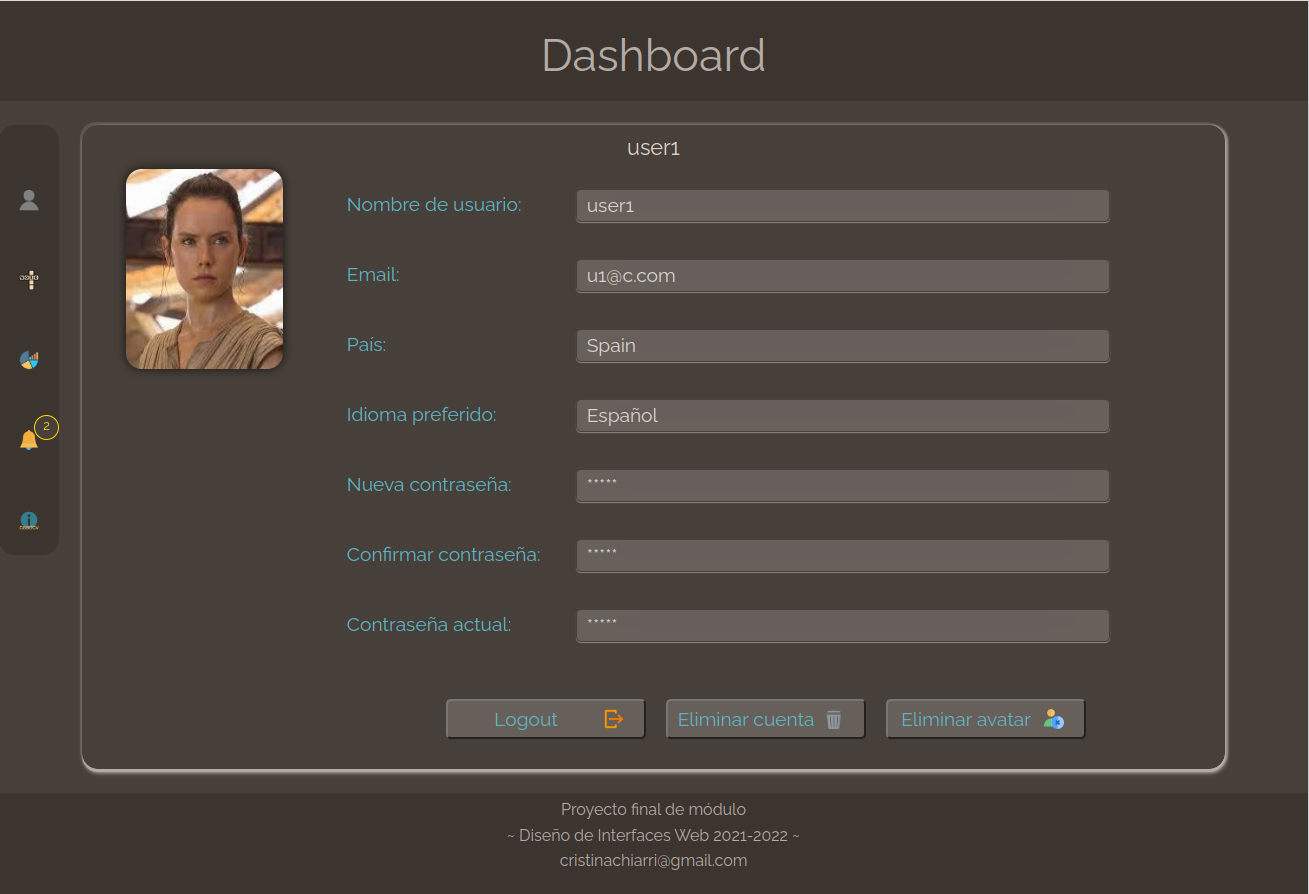 Dashboard
user1
Nombre de usuario:
user1
Email:
u1@c.com
País:
Spain
Idioma preferido:
Español
Nueva contraseña:
*****
Confirmar contraseña:
*****
Contraseña actual:
*****
2
Logout
Eliminar cuenta
Eliminar avatar
Proyecto final de módulo
~ Diseño de Interfaces Web 2021-2022 ~
cristinachiarri@gmail.com